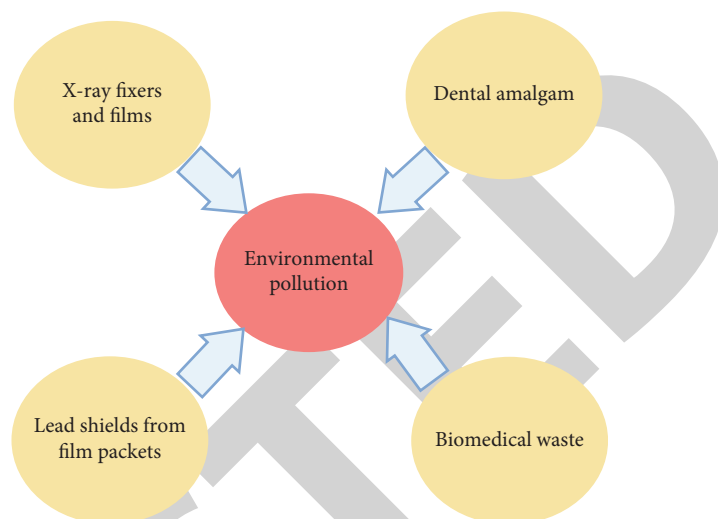 X-ray fixers
and films
Dental amalgam
Environmental
pollution
Lead shields from
film packets
Biomedical waste